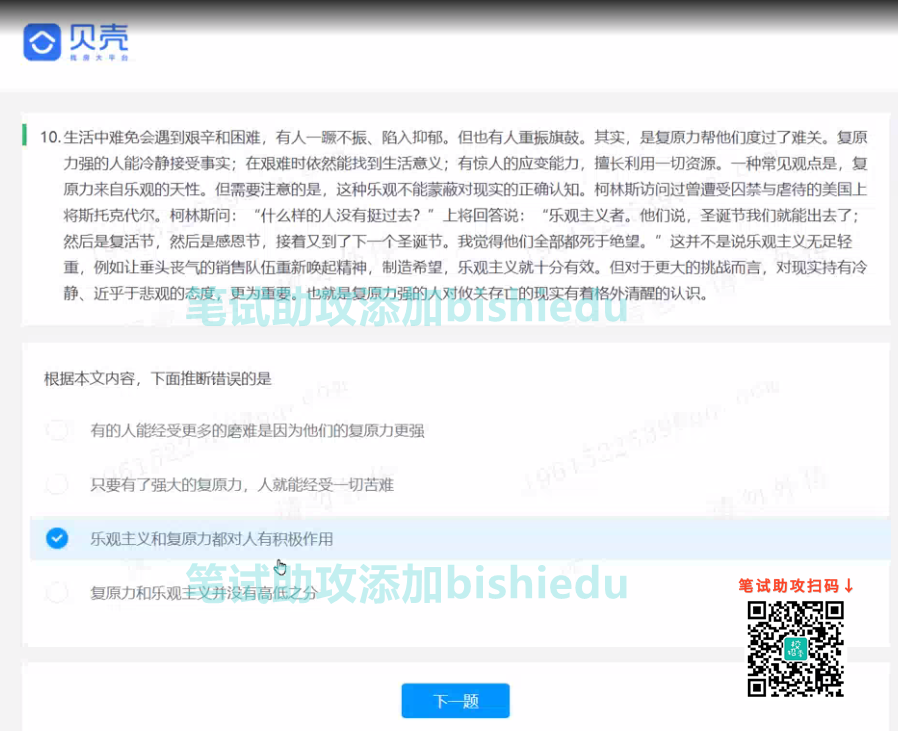 贝壳
找房大平台
10. 生活中难免会遇到艰辛和困难，有人一蹶不振、陷入抑郁。但也有人重振旗鼓。其实，是复原力帮他们度过了难关。复原
力强的人能冷静接受事实；在艰难时依然能找到生活意义；有惊人的应变能力，擅长利用一切资源。一种常见观点是，复
原力来自乐观的天性。但需要注意的是，这种乐观不能蒙蔽对现实的正确认知。柯林斯访问过曾遭受囚禁与虐待的美国上
将斯托克代尔。柯林斯问：“什么样的人没有挺过去？”上将回答说：“乐观主义者。他们说，圣诞节我们就能出去了；
然后是复活节，然后是感恩节，接着又到了下一个圣诞节。我觉得他们全部都死于绝望。”这并不是说乐观主义无足轻
重，例如让垂头丧气的销售队伍重新唤起精神，制造希望，乐观主义就十分有效。但对于更大的挑战而言，对现实持有冷
静、近乎于悲观的态度，更为重要。也就是复原力强的人对攸关存亡的现实有着格外清醒的认识。
笔试助攻添加bishiedu
根据本文内容，下面推断错误的是
有的人能经受更多的磨难是因为他们的复原力更强
只要有了强大的复原力，人就能经受一切苦难
乐观主义和复原力都对人有积极作用
复原力和乐观主义并没有高低之分
笔试助攻添加bishiedu
笔试助攻扫码↓
下一题